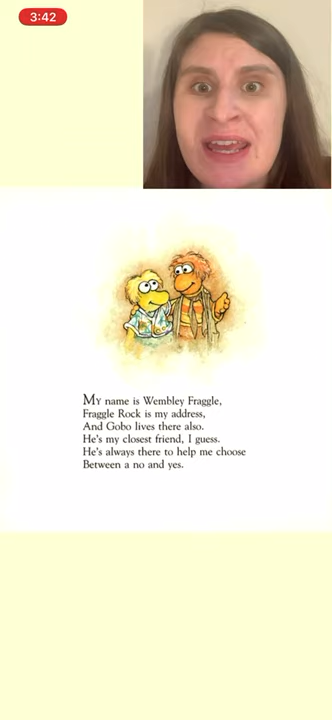 3:42
My name is Wembley Fraggle,
Fraggle Rock is my address,
And Gobo lives there also.
He's my closest friend, I guess.
He's always there to help me choose
Between a no and yes.